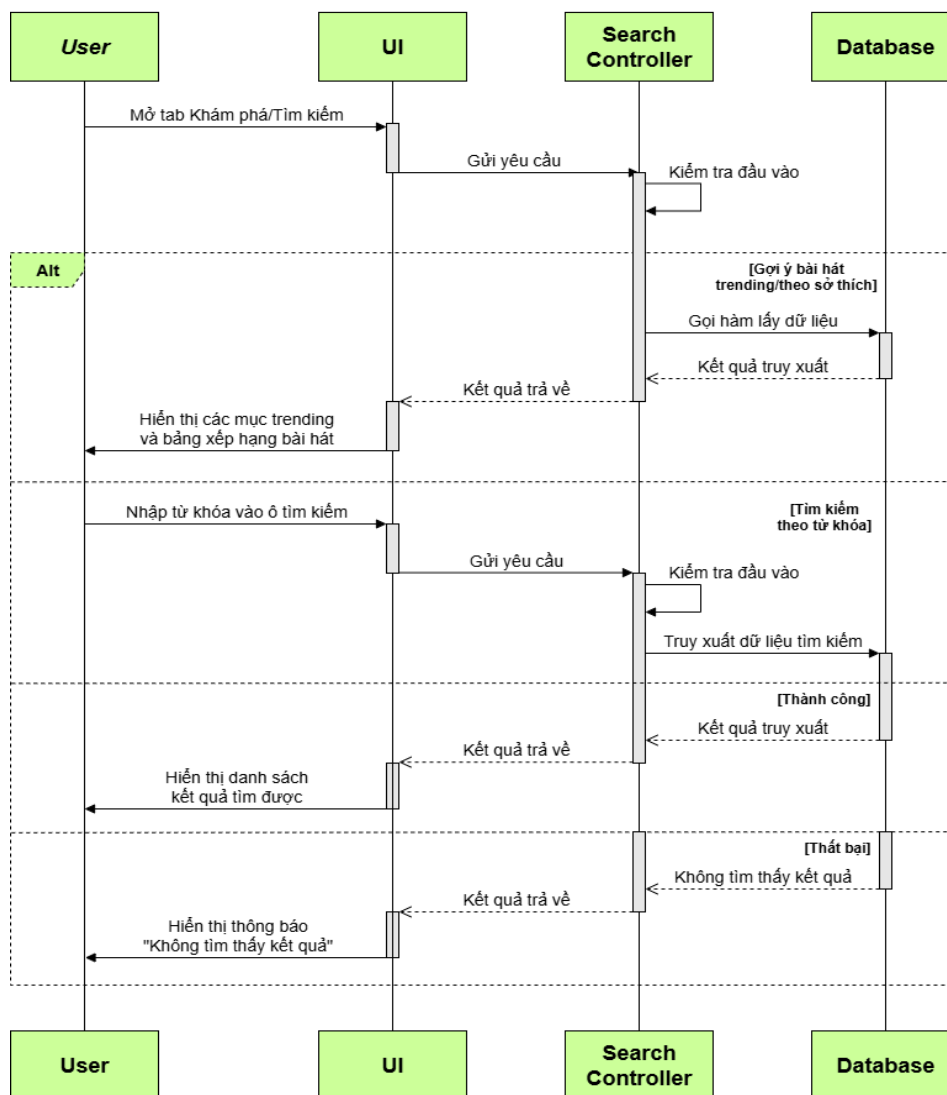 User
UI
Search
Controller
Database
Mở tab Khám phá/Tìm kiếm
Gửi yêu cầu
Kiểm tra đầu vào
Alt
[Gợi ý bài hát
trending/theo sở thích]
Gọi hàm lấy dữ liệu
Kết quả truy xuất
Kết quả trả về
Hiển thị các mục trending
và bảng xếp hạng bài hát
Nhập từ khóa vào ô tìm kiếm
[Tìm kiếm
theo từ khóa]
Gửi yêu cầu
Kiểm tra đầu vào
Truy xuất dữ liệu tìm kiếm
[Thành công]
Kết quả truy xuất
Kết quả trả về
Hiển thị danh sách
kết quả tìm được
[Thất bại]
Không tìm thấy kết quả
Kết quả trả về
Hiển thị thông báo
"Không tìm thấy kết quả"
User
UI
Search
Controller
Database